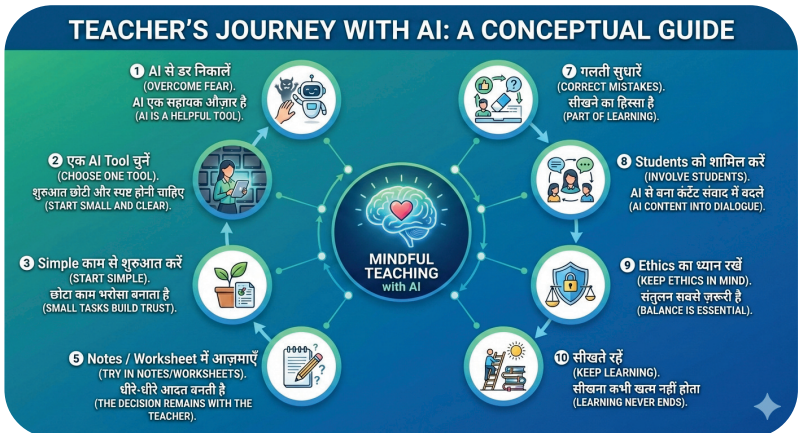 TEACHER'S JOURNEY WITH AI: A CONCEPTUAL GUIDE
1 AI से डर निकालें
(OVERCOME FEAR).
AI एक सहायक औज़ार है
(AI IS A HELPFUL TOOL).
2 एक AI Tool चुनें
(CHOOSE ONE TOOL).
शुरुआत छोटी और स्पष्ट होनी चाहिए
(START SMALL AND CLEAR).
3 Simple काम से शुरुआत करें
(START SIMPLE).
छोटा काम भरोसा बनाता है
(SMALL TASKS BUILD TRUST).
5 Notes / Worksheet में आज़माएँ
(TRY IN NOTES/WORKSHEETS).
धीरे-धीरे आदत बनती है
(THE DECISION REMAINS WITH THE
TEACHER).
MINDFUL
TEACHING
with AI
7 गलती सुधारें
(CORRECT MISTAKES).
सीखने का हिस्सा है
(PART OF LEARNING).
8 Students को शामिल करें
(INVOLVE STUDENTS).
AI से बना कंटेंट संवाद में बदले
(AI CONTENT INTO DIALOGUE).
9 Ethics का ध्यान रखें
(KEEP ETHICS IN MIND).
संतुलन सबसे ज़रूरी है
(BALANCE IS ESSENTIAL).
10 सीखते रहें
(KEEP LEARNING).
सीखना कभी खत्म नहीं होता
(LEARNING NEVER ENDS).